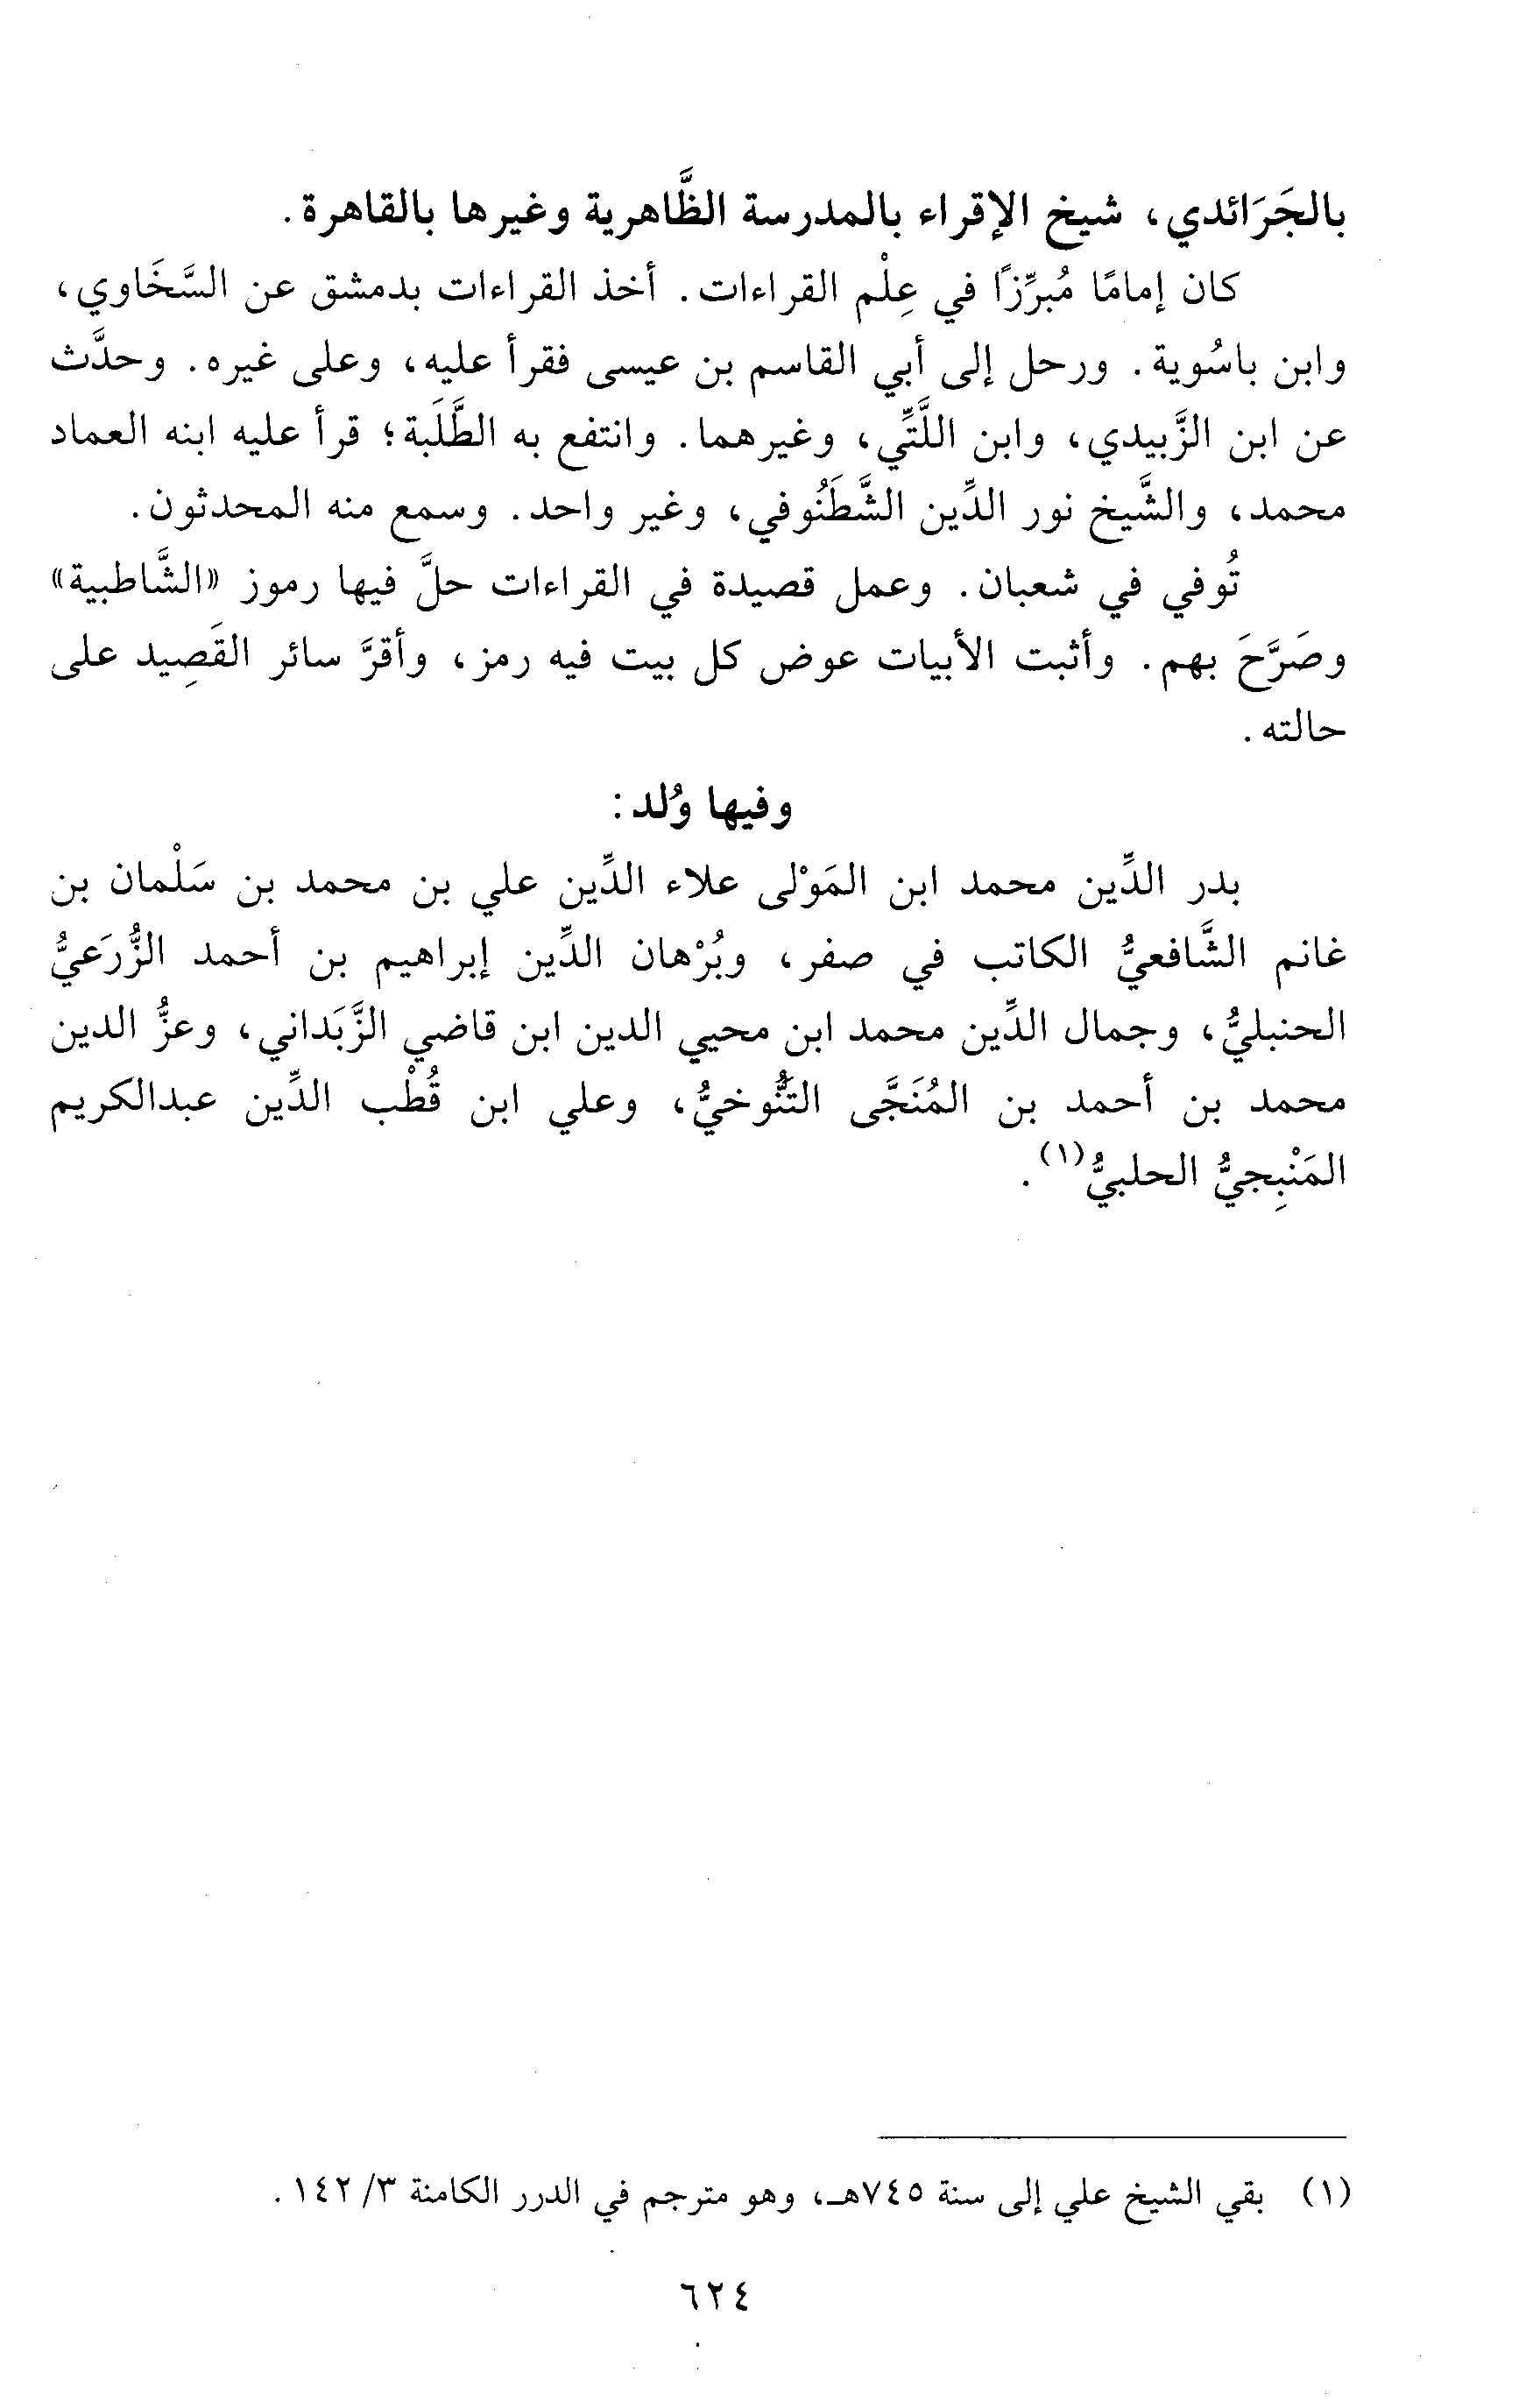 بالجَرَائدي، شيخ الإقراء بالمدرسة الظَّاهرية وغيرها بالقاهرة.
كان إمامًا مُبرِّزًا في عِلْم القراءات. أخذ القراءات بدمشق عن السَّخَاوي،
وابن باسُوية. ورحل إلى أبي القاسم بن عيسى فقرأ عليه، وعلى غيره. وحدَّث
عن ابن الزَّبيدي، وابن اللَّتِّي، وغيرهما. وانتفع به الطَّلَبة؛ قرأ عليه ابنه العماد
محمد، والشَّيخ نور الدِّين الشَّطَنُوفي، وغير واحد. وسمع منه المحدثون.
تُوفي في شعبان. وعمل قصيدة في القراءات حلَّ فيها رموز «الشَّاطبية»
وصَرَّحَ بهم. وأثبت الأبيات عوض كل بيت فيه رمز، وأقرَّ سائر القَصِيد على
حالته.
وفيها وُلد:
بدر الدِّين محمد ابن المَوْلى علاء الدِّين علي بن محمد بن سَلْمان بن
غانم الشَّافعيُّ الكاتب في صفر، وبُرْهان الدِّين إبراهيم بن أحمد الزُّرَعيُّ
الحنبليُّ، وجمال الدِّين محمد ابن محيي الدين ابن قاضي الزَّبَداني، وعزُّ الدين
محمد بن أحمد بن المُنَجَّى التَّنُّوخيُّ، وعلي ابن قُطْب الدِّين عبدالكريم
المَنْبِجيُّ الحلبيُّ(١).
(١) بقي الشيخ علي إلى سنة ٧٤٥هـ، وهو مترجم في الدرر الكامنة ٣/ ١٤٢.
٦٢٤